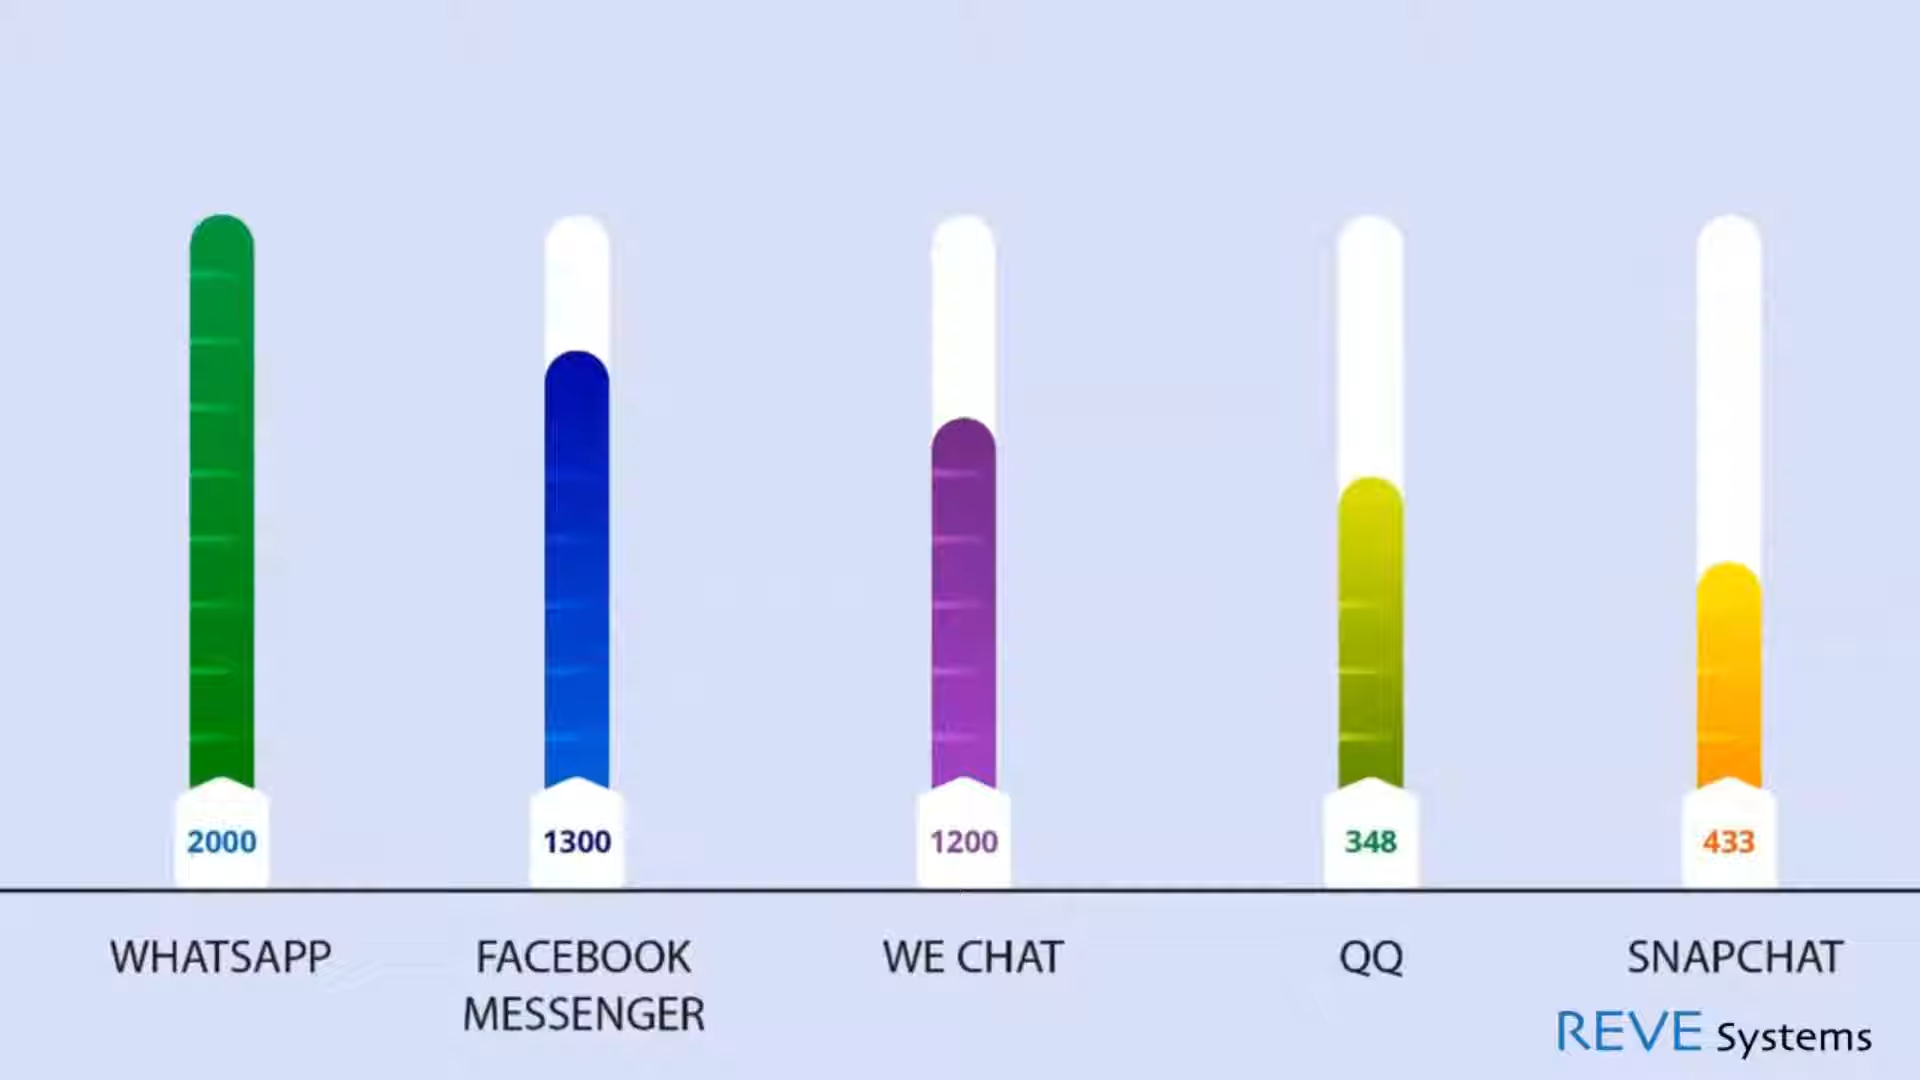 2000
1300
1200
348
433
WHATSAPP
FACEBOOK
MESSENGER
WE CHAT
QQ
SNAPCHAT
REVE Systems